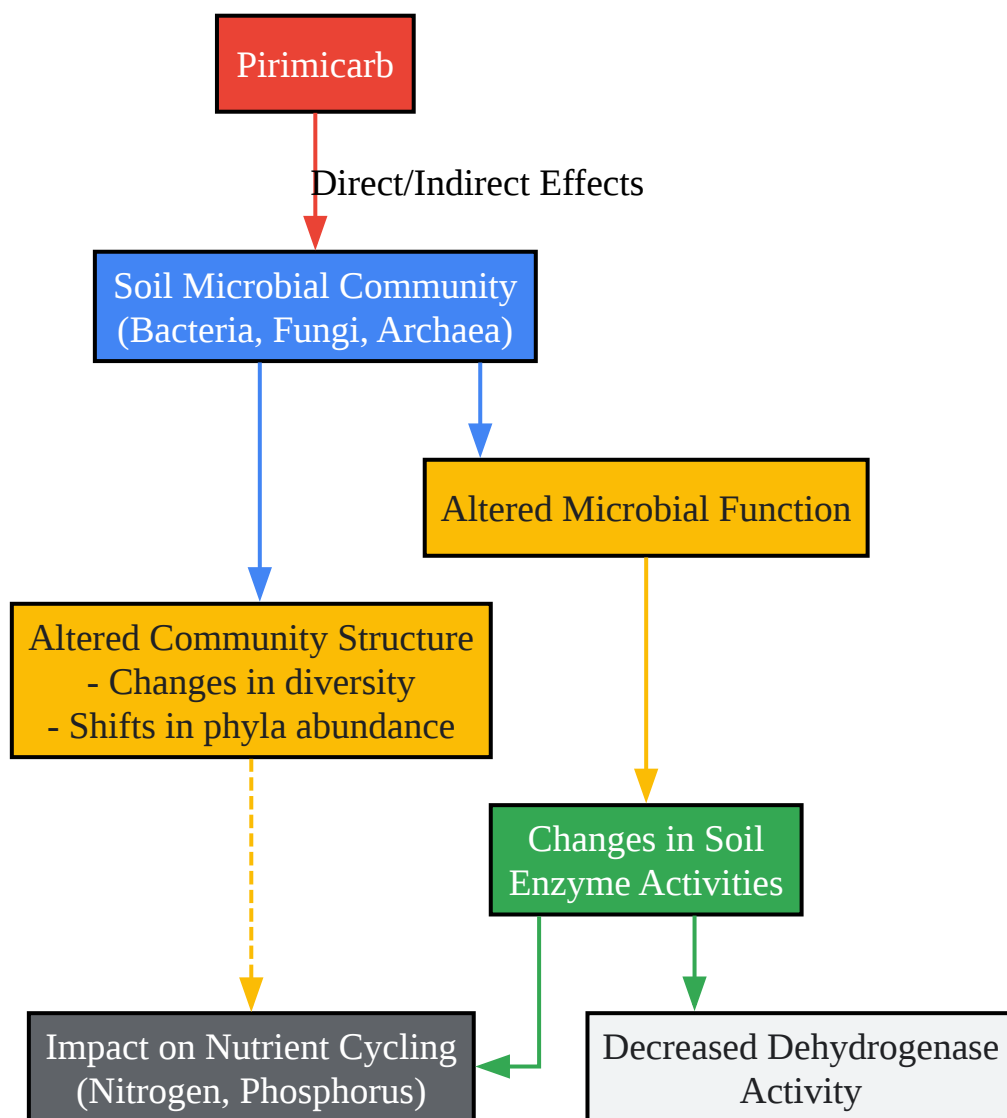 Pirimicarb
Direct/Indirect Effects
Soil Microbial Community
(Bacteria, Fungi, Archaea)
Altered Microbial Function
Altered Community Structure
- Changes in diversity
- Shifts in phyla abundance
Changes in Soil
Enzyme Activities
Impact on Nutrient Cycling
(Nitrogen, Phosphorus)
Decreased Dehydrogenase
Activity